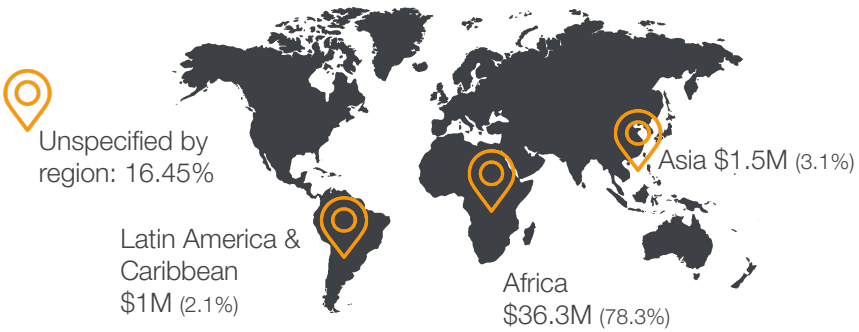 Unspecified by
region: 16.45%
Asia $1.5M (3.1%)
Latin America &
Caribbean
$1M (2.1%)
Africa
$36.3M (78.3%)